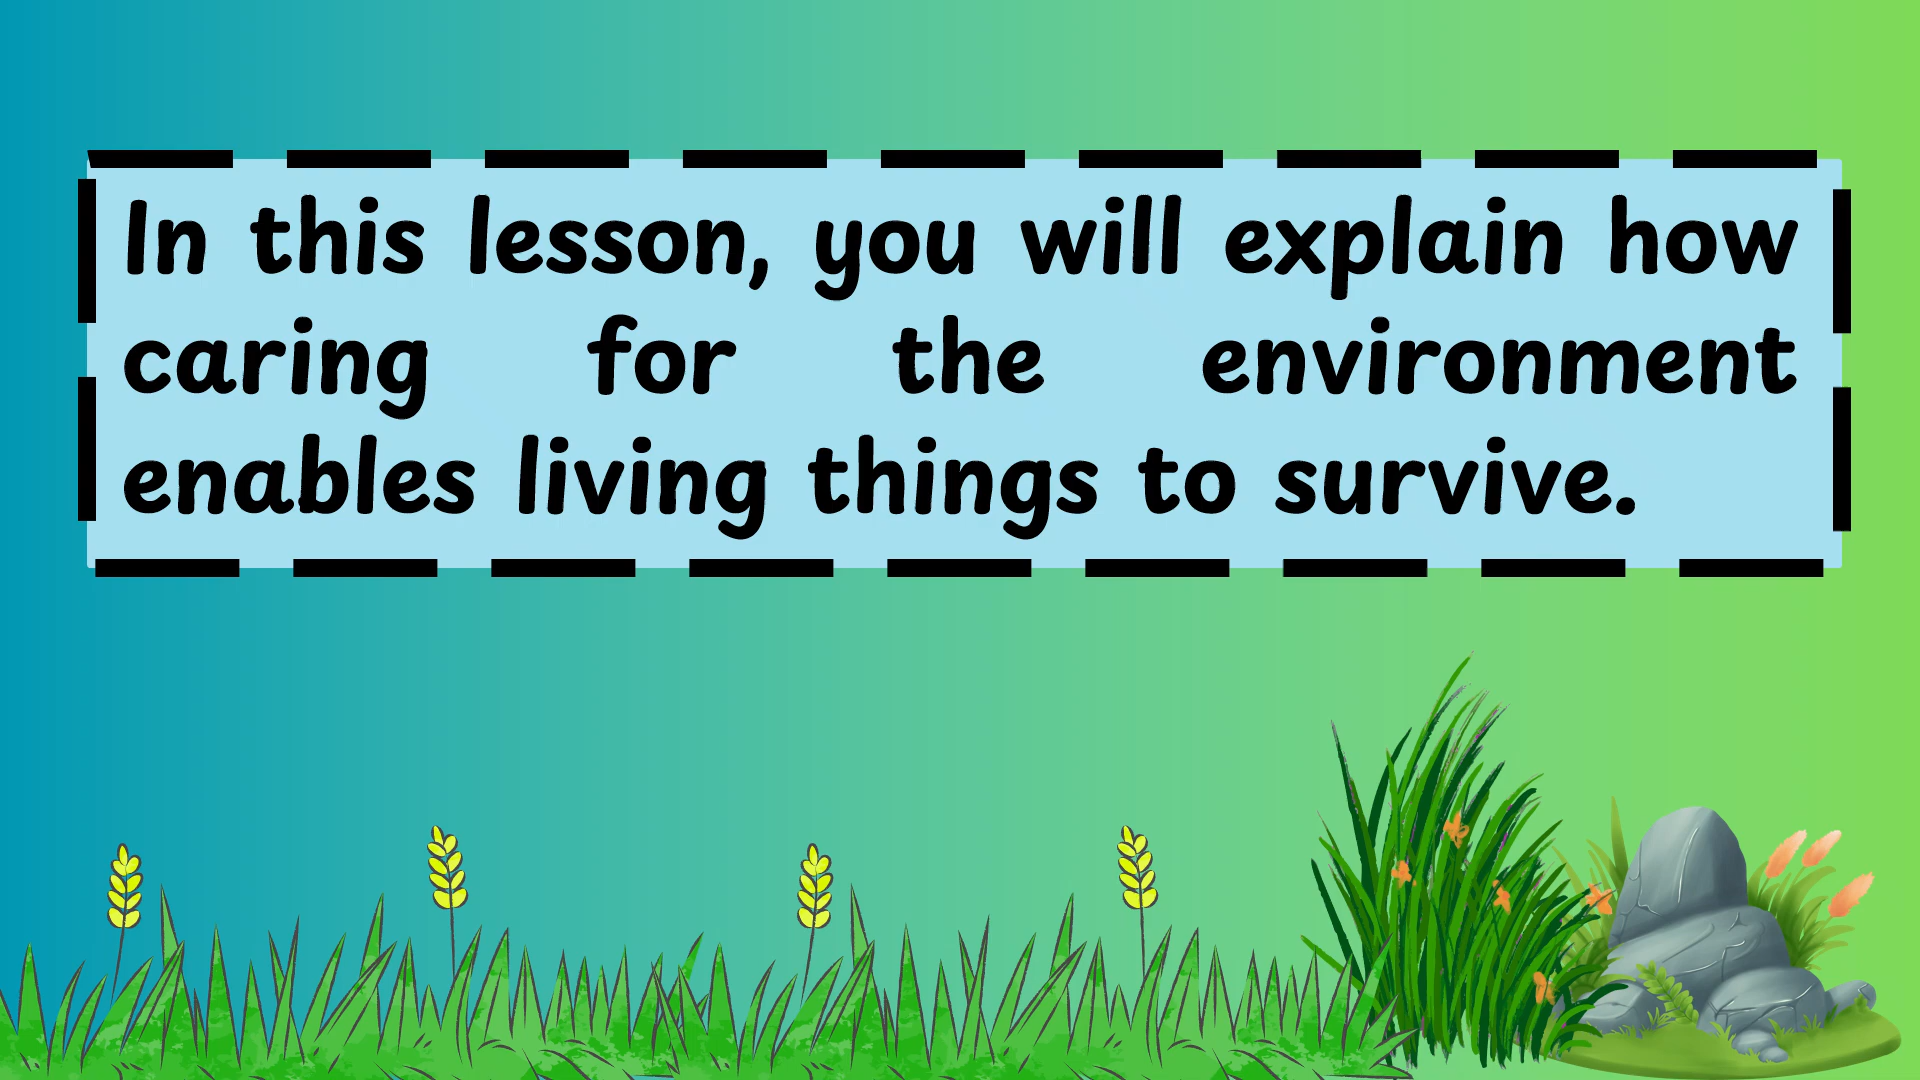 In this lesson, you will explain how
caring for the environment
enables living things to survive.